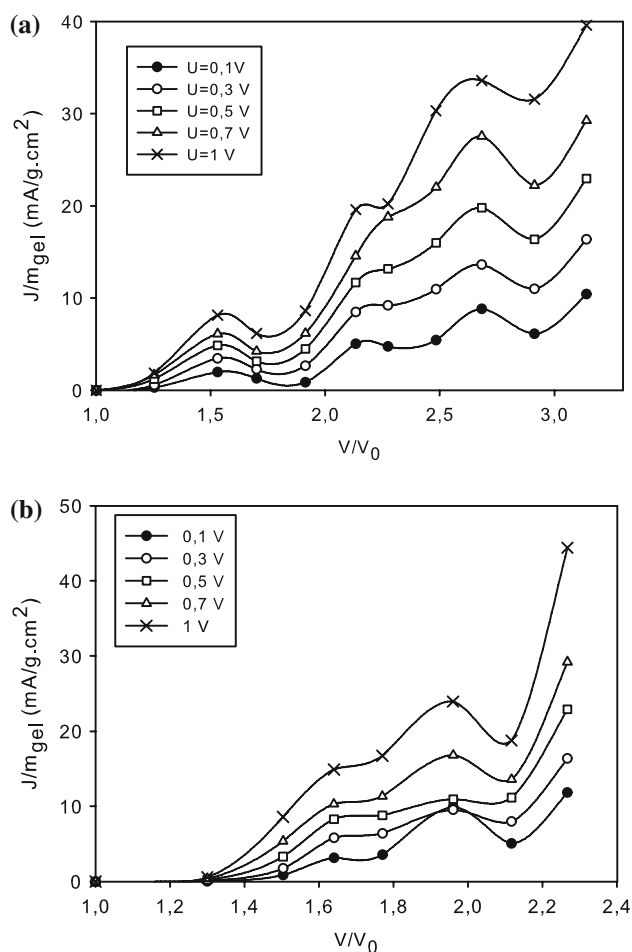 (a)
40
30
20
10
0
J/mgel (mA/g.cm2)
U=0,1V
U=0,3 V
U=0,5 V
U=0,7 V
U=1 V
1,0 1,5 2,0 2,5 3,0
V/V0
(b)
50
40
30
20
10
0
J/mgel (mA/g.cm2)
0,1 V
0,3 V
0,5 V
0,7 V
1 V
1,0 1,2 1,4 1,6 1,8 2,0 2,2 2,4
V/V0